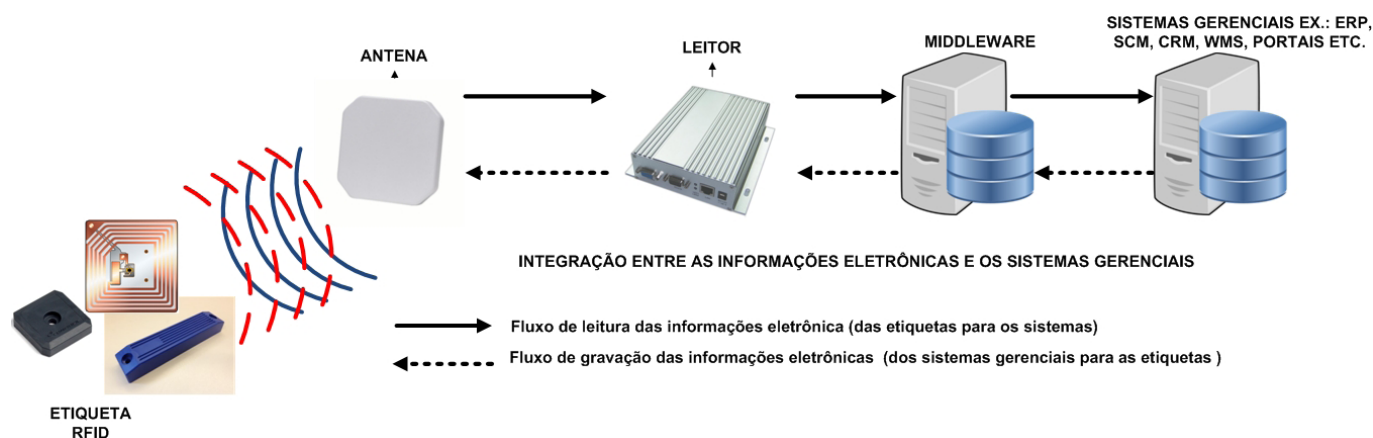 SISTEMAS GERENCIAIS EX.: ERP,
SCM, CRM, WMS, PORTAIS ETC.
MIDDLEWARE
LEITOR
ANTENA
INTEGRAÇÃO ENTRE AS INFORMAÇÕES ELETRÔNICAS E OS SISTEMAS GERENCIAIS
Fluxo de leitura das informações eletrônica (das etiquetas para os sistemas)
Fluxo de gravação das informações eletrônicas (dos sistemas gerenciais para as etiquetas )
ETIQUETA
RFID